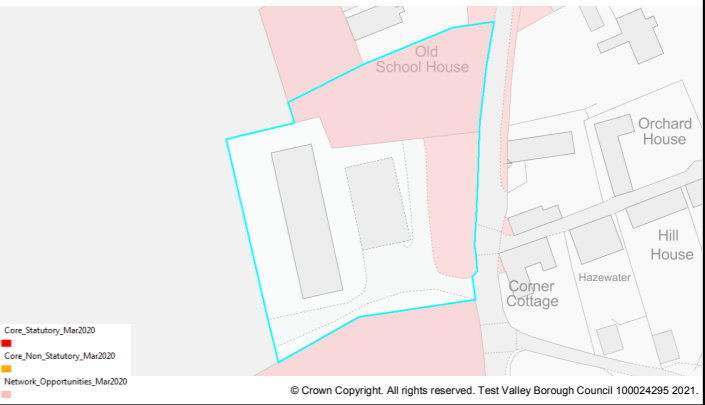 Old
School House
Orchard
House
Hill
House
Hazewater
Corner
Cottage
Core_Statutory_Mar2020
Core_Non_Statutory_Mar2020
Network_Opportunities_Mar2020
© Crown Copyright. All rights reserved. Test Valley Borough Council 100024295 2021.